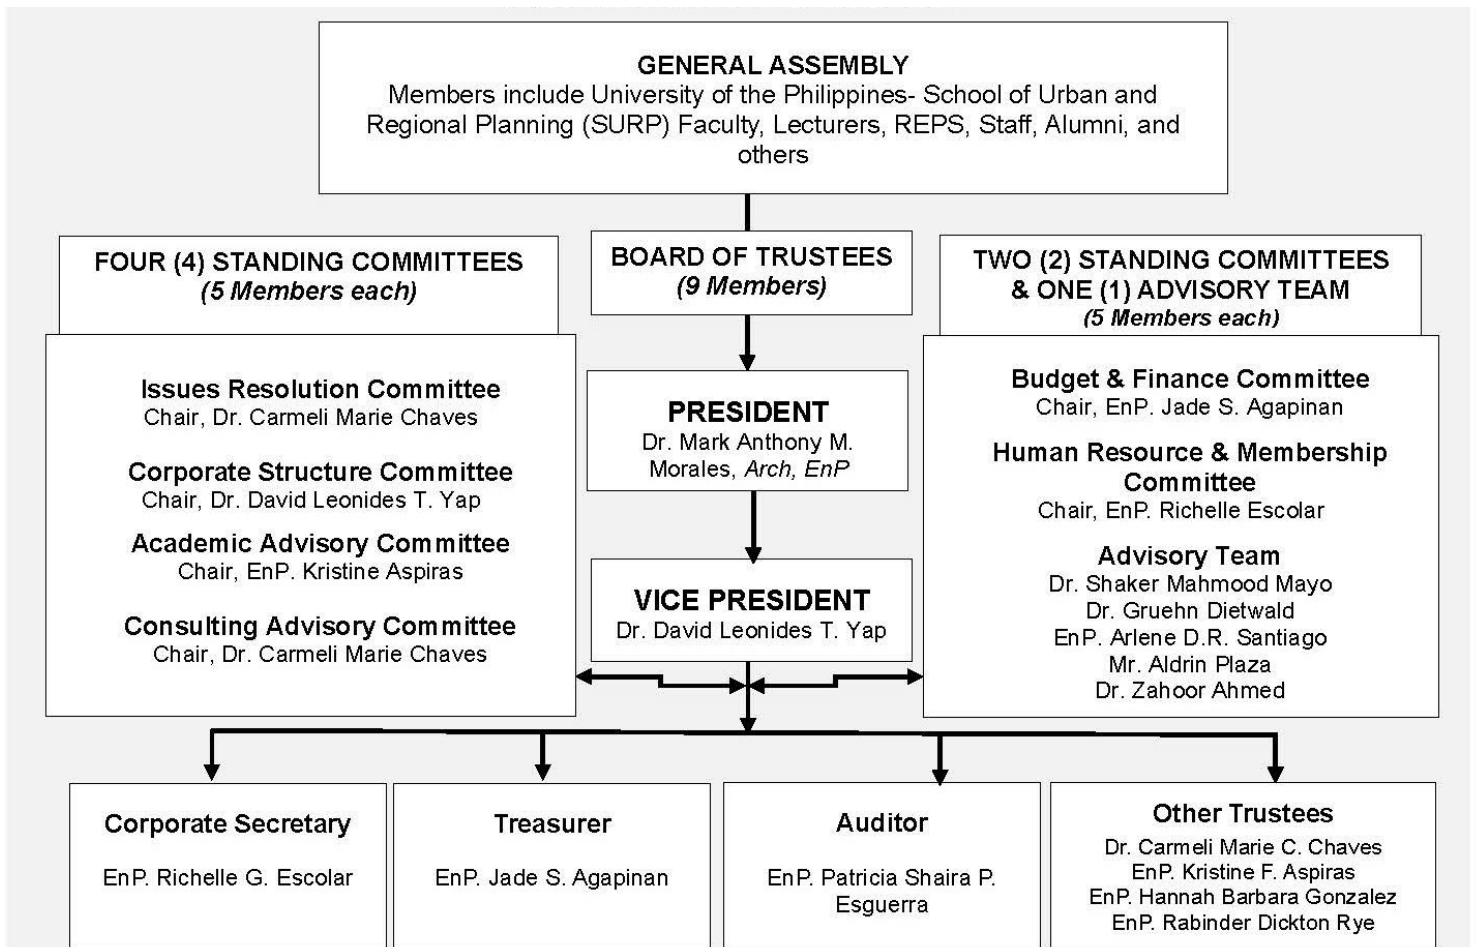 GENERAL ASSEMBLY
Members include University of the Philippines- School of Urban and
Regional Planning (SURP) Faculty, Lecturers, REPS, Staff, Alumni, and
others
FOUR (4) STANDING COMMITTEES
(5 Members each)
Issues Resolution Committee
Chair, Dr. Carmeli Marie Chaves
Corporate Structure Committee
Chair, Dr. David Leonides T. Yap
Academic Advisory Committee
Chair, EnP. Kristine Aspiras
Consulting Advisory Committee
Chair, Dr. Carmeli Marie Chaves
BOARD OF TRUSTEES
(9 Members)
PRESIDENT
Dr. Mark Anthony M.
Morales, Arch, EnP
VICE PRESIDENT
Dr. David Leonides T. Yap
TWO (2) STANDING COMMITTEES
& ONE (1) ADVISORY TEAM
(5 Members each)
Budget & Finance Committee
Chair, EnP. Jade S. Agapinan
Human Resource & Membership
Committee
Chair, EnP. Richelle Escolar
Advisory Team
Dr. Shaker Mahmood Mayo
Dr. Gruehn Dietwald
EnP. Arlene D.R. Santiago
Mr. Aldrin Plaza
Dr. Zahoor Ahmed
Corporate Secretary
EnP. Richelle G. Escolar
Treasurer
EnP. Jade S. Agapinan
Auditor
EnP. Patricia Shaira P.
Esguerra
Other Trustees
Dr. Carmeli Marie C. Chaves
EnP. Kristine F. Aspiras
EnP. Hannah Barbara Gonzalez
EnP. Rabinder Dickton Rye